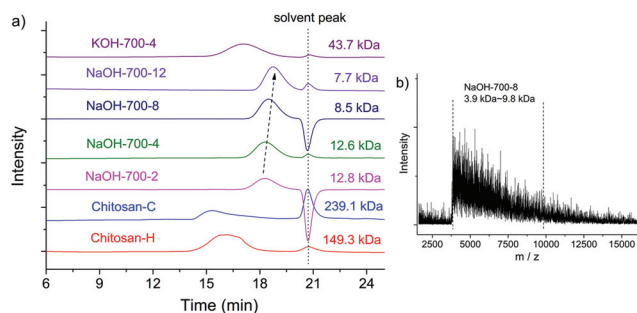 a)
solvent peak
KOH-700-4
43.7 kDa
NaOH-700-12
7.7 kDa
NaOH-700-8
8.5 kDa
NaOH-700-4
12.6 kDa
NaOH-700-2
12.8 kDa
Chitosan-C
239.1 kDa
Chitosan-H
149.3 kDa
Intensity
6 9 12 15 18 21 24
Time (min)
b)
NaOH-700-8
3.9 kDa~9.8 kDa
Intensity
2500 5000 7500 10000 12500 15000
m / z